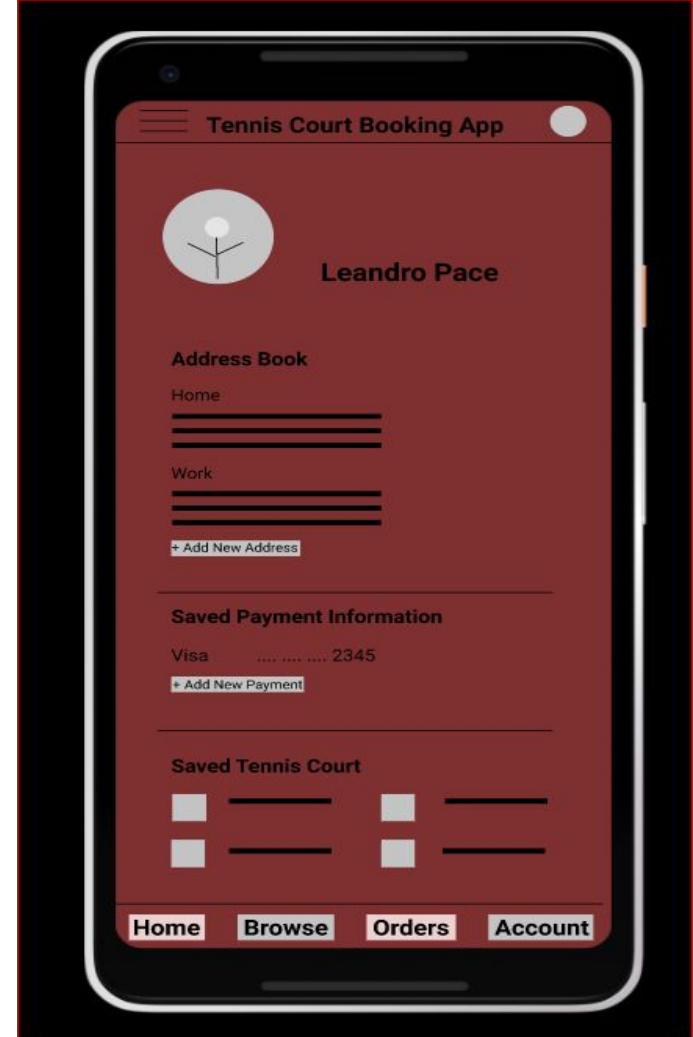 Tennis Court Booking App
Leandro Pace
Address Book
Home
Work
+ Add New Address
Saved Payment Information
Visa .... .... .... 2345
+ Add New Payment
Saved Tennis Court
Home Browse Orders Account